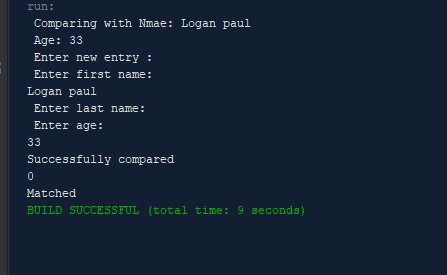 run:
Comparing with Nmae: Logan paul
Age: 33
Enter new entry :
Enter first name:
Logan paul
Enter last name:
Enter age:
33
Successfully compared
0
Matched
BUILD SUCCESSFUL (total time: 9 seconds)